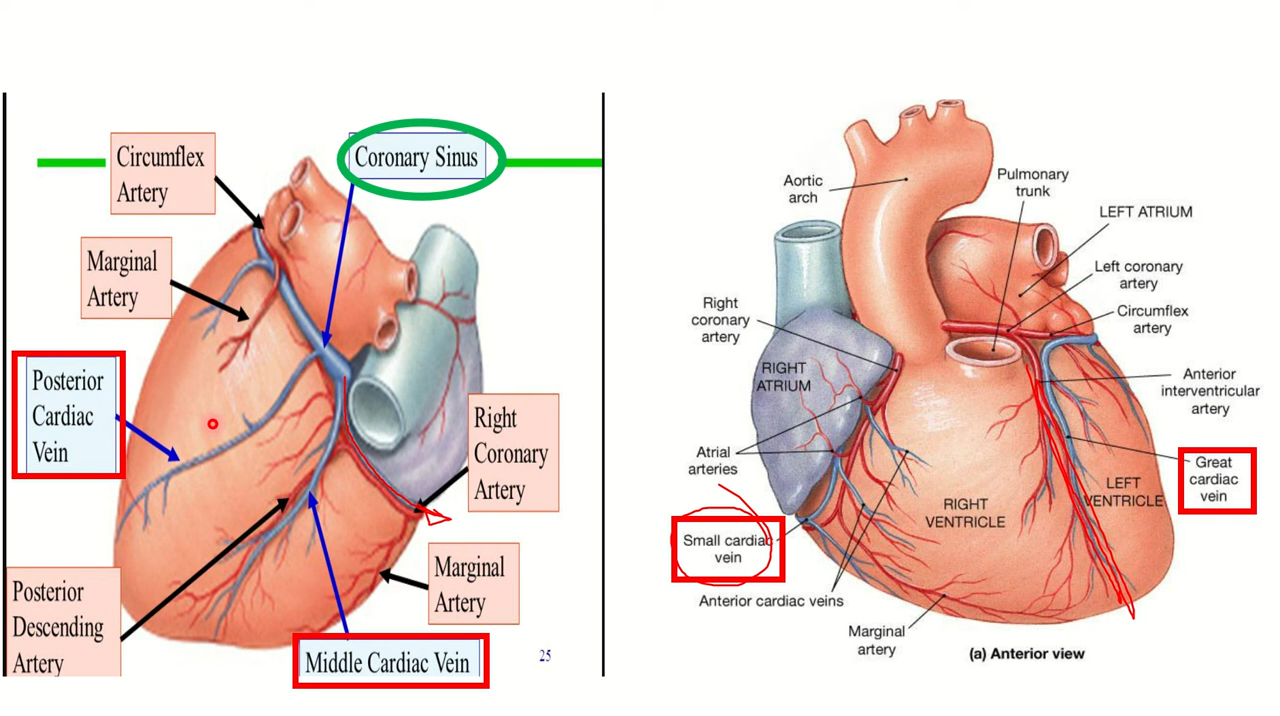 Circumflex
Artery
Coronary Sinus
Marginal
Artery
Posterior
Cardiac
Vein
Right
Coronary
Artery
Marginal
Artery
Posterior
Descending
Artery
Middle Cardiac Vein
25
Aortic
arch
Pulmonary
trunk
LEFT ATRIUM
Left coronary
artery
Circumflex
artery
Right
coronary
artery
RIGHT
ATRIUM
Anterior
interventricular
artery
Atrial
arteries
Great
cardiac
vein
LEFT
VENTRICLE
RIGHT
VENTRICLE
Small cardiac
vein
Anterior cardiac veins
Marginal
artery
(a) Anterior view